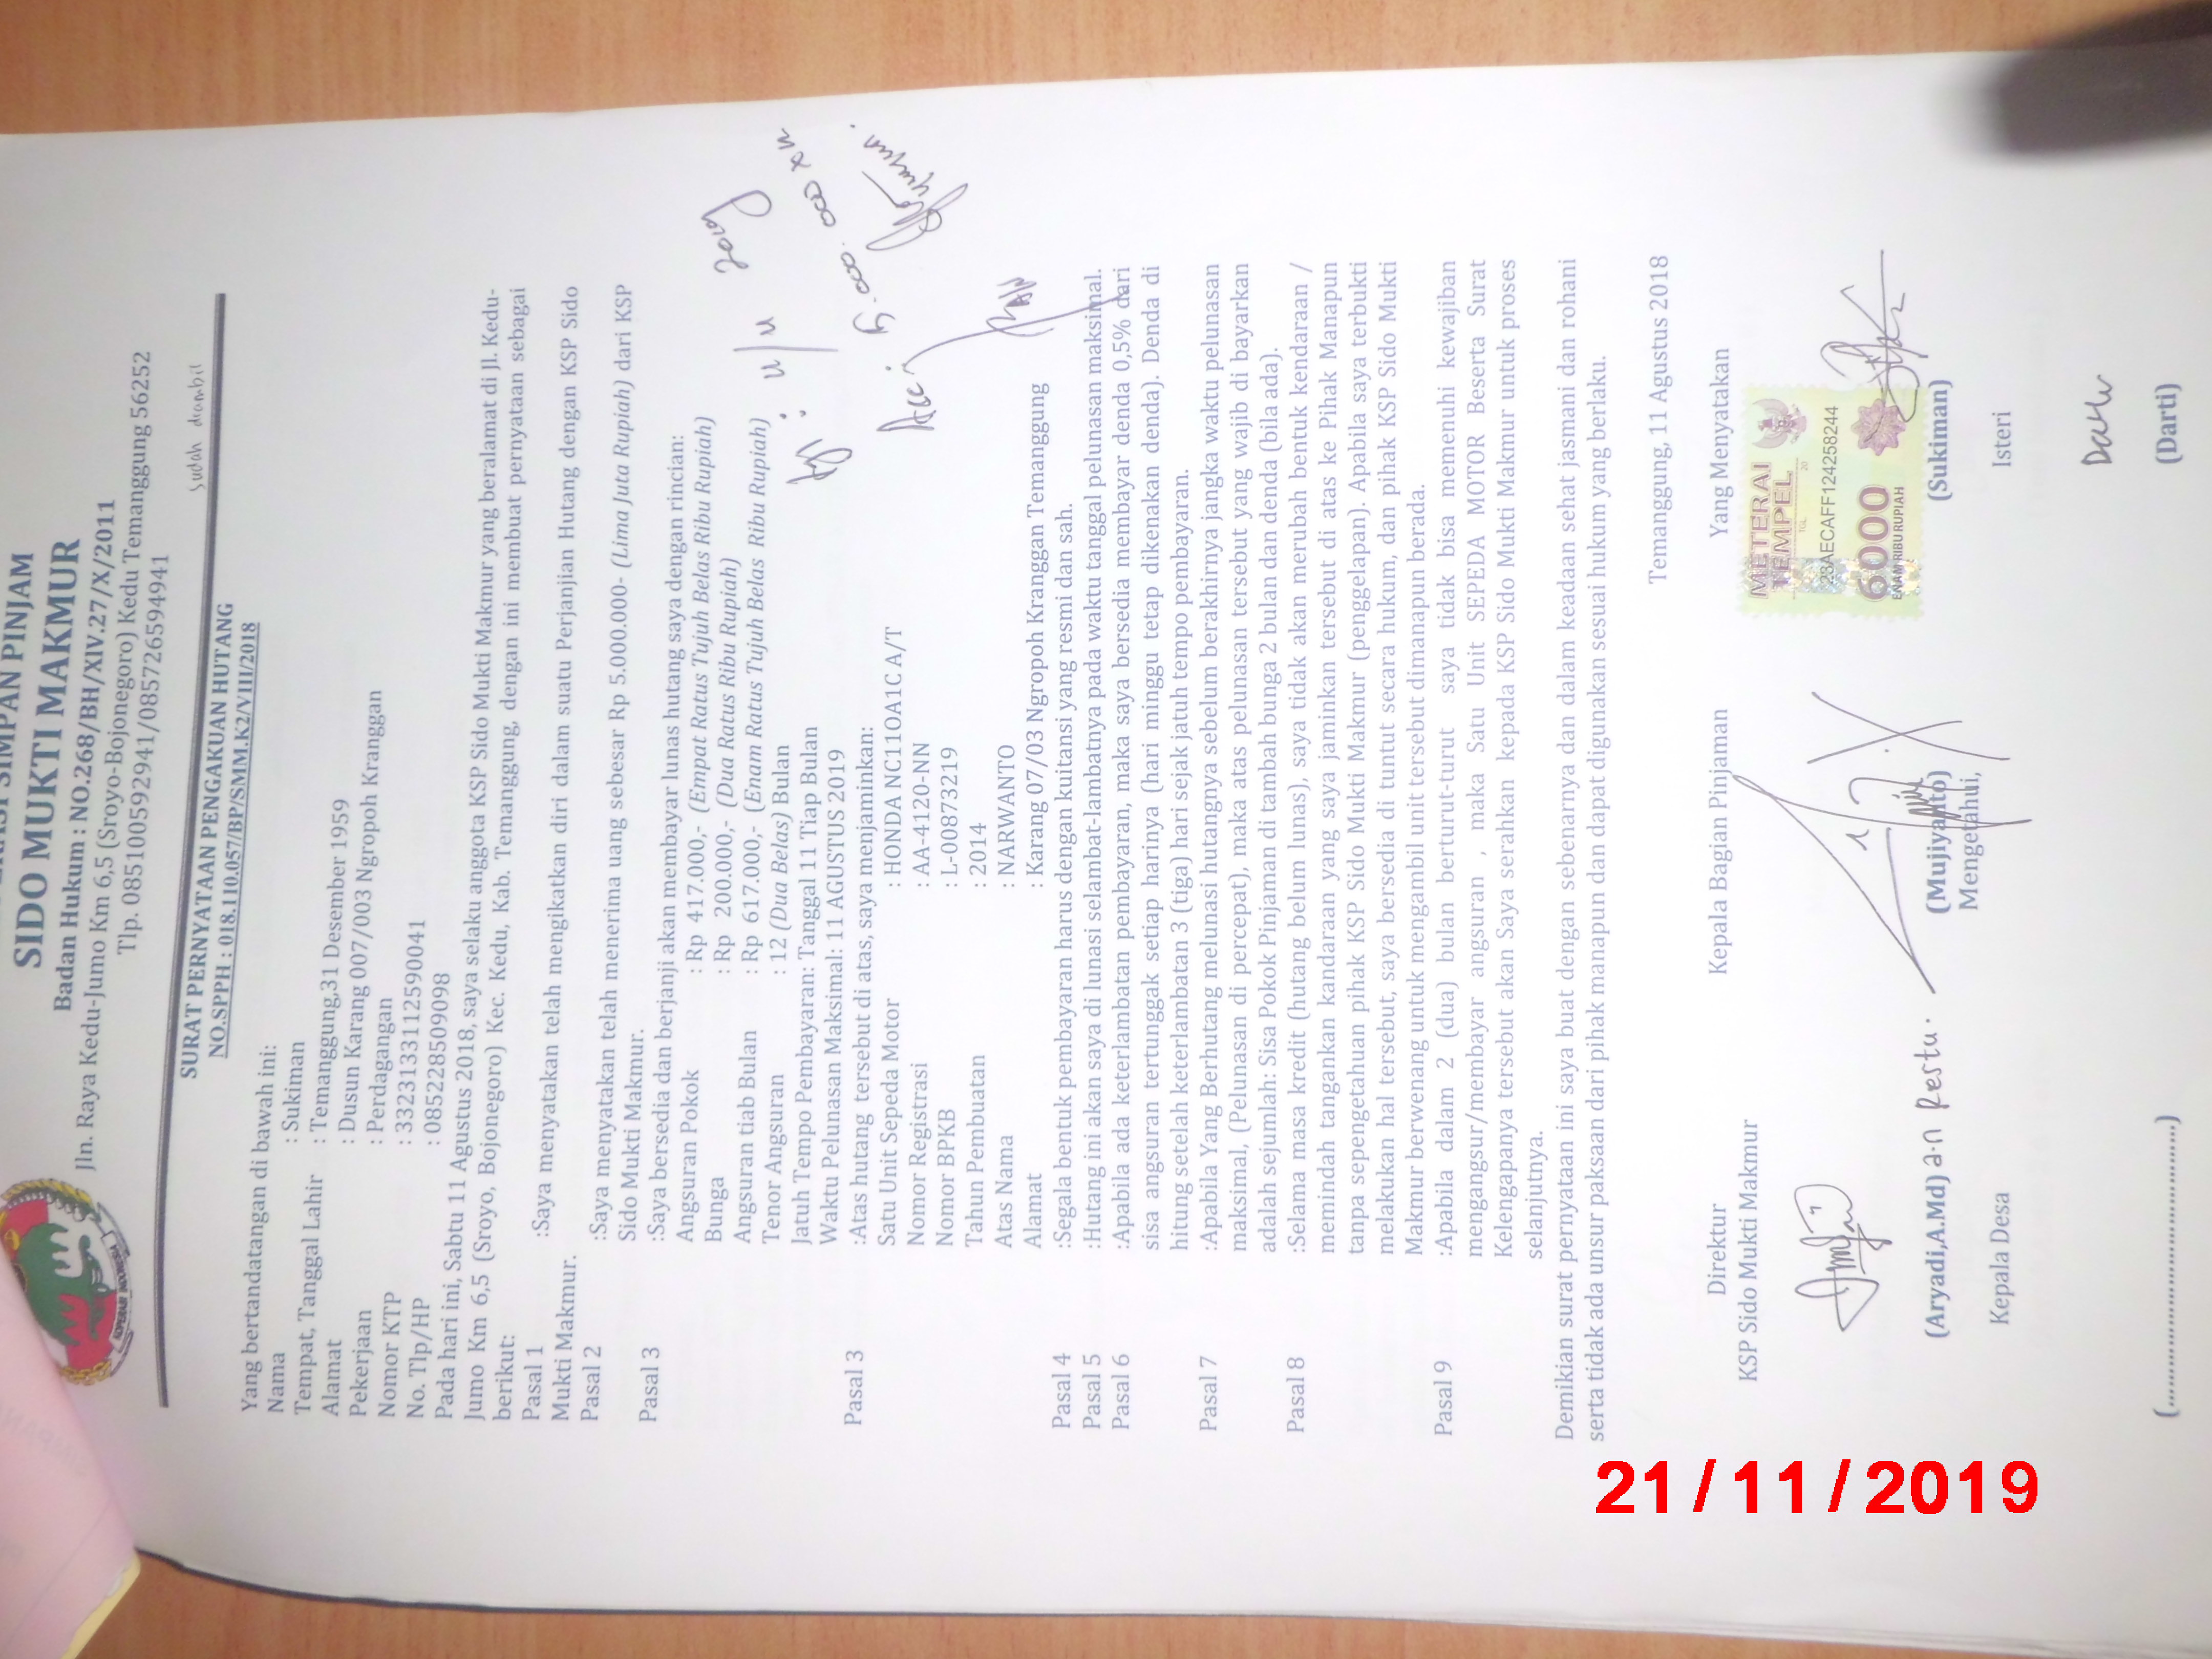 SIMPAN PINJAM
SIDO MUKTI MAKMUR
Badan Hukum : NO.268/BH/XIV.27/X/2011
Jln. Raya Kedu-Jumo Km 6,5 (Sroyo-Bojonegoro) Kedu Temanggung 56252
Tlp. 085100592941/085726594941
sudah diambil
SURAT PERNYATAAN PENGAKUAN HUTANG
NO.SPPH : 018.110.057/BP/SMM.K2/VIII/2018
Yang bertandatangan di bawah ini:
Nama : Sukiman
Tempat, Tanggal Lahir : Temanggung,31 Desember 1959
Alamat : Dusun Karang 007/003 Ngropoh Kranggan
Pekerjaan : Perdagangan
Nomor KTP : 3323133112590041
No. Tlp/HP : 085228509098
Pada hari ini, Sabtu 11 Agustus 2018, saya selaku anggota KSP Sido Mukti Makmur yang beralamat di Jl. Kedu-
Jumo Km 6,5 (Sroyo, Bojonegoro) Kec. Kedu, Kab. Temanggung, dengan ini membuat pernyataan sebagai
berikut:
Pasal 1 :Saya menyatakan telah mengikatkan diri dalam suatu Perjanjian Hutang dengan KSP Sido
Mukti Makmur.
Pasal 2 :Saya menyatakan telah menerima uang sebesar Rp 5.000.000- (Lima Juta Rupiah) dari KSP
Sido Mukti Makmur.
Pasal 3 :Saya bersedia dan berjanji akan membayar lunas hutang saya dengan rincian:
Angsuran Pokok : Rp 417.000,- (Empat Ratus Tujuh Belas Ribu Rupiah)
Bunga : Rp 200.000,- (Dua Ratus Ribu Rupiah)
Angsuran tiab Bulan : Rp 617.000,- (Enam Ratus Tujuh Belas Ribu Rupiah)
Tenor Angsuran : 12 (Dua Belas) Bulan
Jatuh Tempo Pembayaran: Tanggal 11 Tiap Bulan
Waktu Pelunasan Maksimal: 11 AGUSTUS 2019
Pasal 3 :Atas hutang tersebut di atas, saya menjaminkan:
Satu Unit Sepeda Motor : HONDA NC11OA1C A/T
Nomor Registrasi : AA-4120-NN
Nomor BPKB : L-00873219
Tahun Pembuatan : 2014
Atas Nama : NARWANTO
Alamat : Karang 07/03 Ngropoh Kranggan Temanggung
2019
5.000.000
Acc
Pasal 4 :Segala bentuk pembayaran harus dengan kuitansi yang resmi dan sah.
Pasal 5 :Hutang ini akan saya di lunasi selambat-lambatnya pada waktu tanggal pelunasan maksimal.
Pasal 6 :Apabila ada keterlambatan pembayaran, maka saya bersedia membayar denda 0,5% dari
sisa angsuran tertunggak setiap harinya (hari minggu tetap dikenakan denda). Denda di
hitung setelah keterlambatan 3 (tiga) hari sejak jatuh tempo pembayaran.
Pasal 7 :Apabila Yang Berhutang melunasi hutangnya sebelum berakhirnya jangka waktu pelunasan
maksimal, (Pelunasan di percepat), maka atas pelunasan tersebut yang wajib di bayarkan
adalah sejumlah: Sisa Pokok Pinjaman di tambah bunga 2 bulan dan denda (bila ada).
Pasal 8 :Selama masa kredit (hutang belum lunas), saya tidak akan merubah bentuk kendaraan /
memindah tangankan kandaraan yang saya jaminkan tersebut di atas ke Pihak Manapun
tanpa sepengetahuan pihak KSP Sido Mukti Makmur (penggelapan). Apabila saya terbukti
melakukan hal tersebut, saya bersedia di tuntut secara hukum, dan pihak KSP Sido Mukti
Makmur berwenang untuk mengambil unit tersebut dimanapun berada.
Pasal 9 :Apabila dalam 2 (dua) bulan berturut-turut saya tidak bisa memenuhi kewajiban
mengangsur/membayar angsuran , maka Satu Unit SEPEDA MOTOR Beserta Surat
Kelengapanya tersebut akan Saya serahkan kepada KSP Sido Mukti Makmur untuk proses
selanjutnya.
Demikian surat pernyataan ini saya buat dengan sebenarnya dan dalam keadaan sehat jasmani dan rohani
serta tidak ada unsur paksaan dari pihak manapun dan dapat digunakan sesuai hukum yang berlaku.
Temanggung, 11 Agustus 2018
Direktur Kepala Bagian Pinjaman Yang Menyatakan
KSP Sido Mukti Makmur
METERAI
TEMPEL
TGL. 20
23AECAFF124258244
6000
ENAM RIBU RUPIAH
(Aryadi,A.Md) a.n Restu. (Mujiyanto) (Sukiman)
Mengetahui,
Kepala Desa Isteri
Darti
(..........................................) (Darti)
21/11/2019